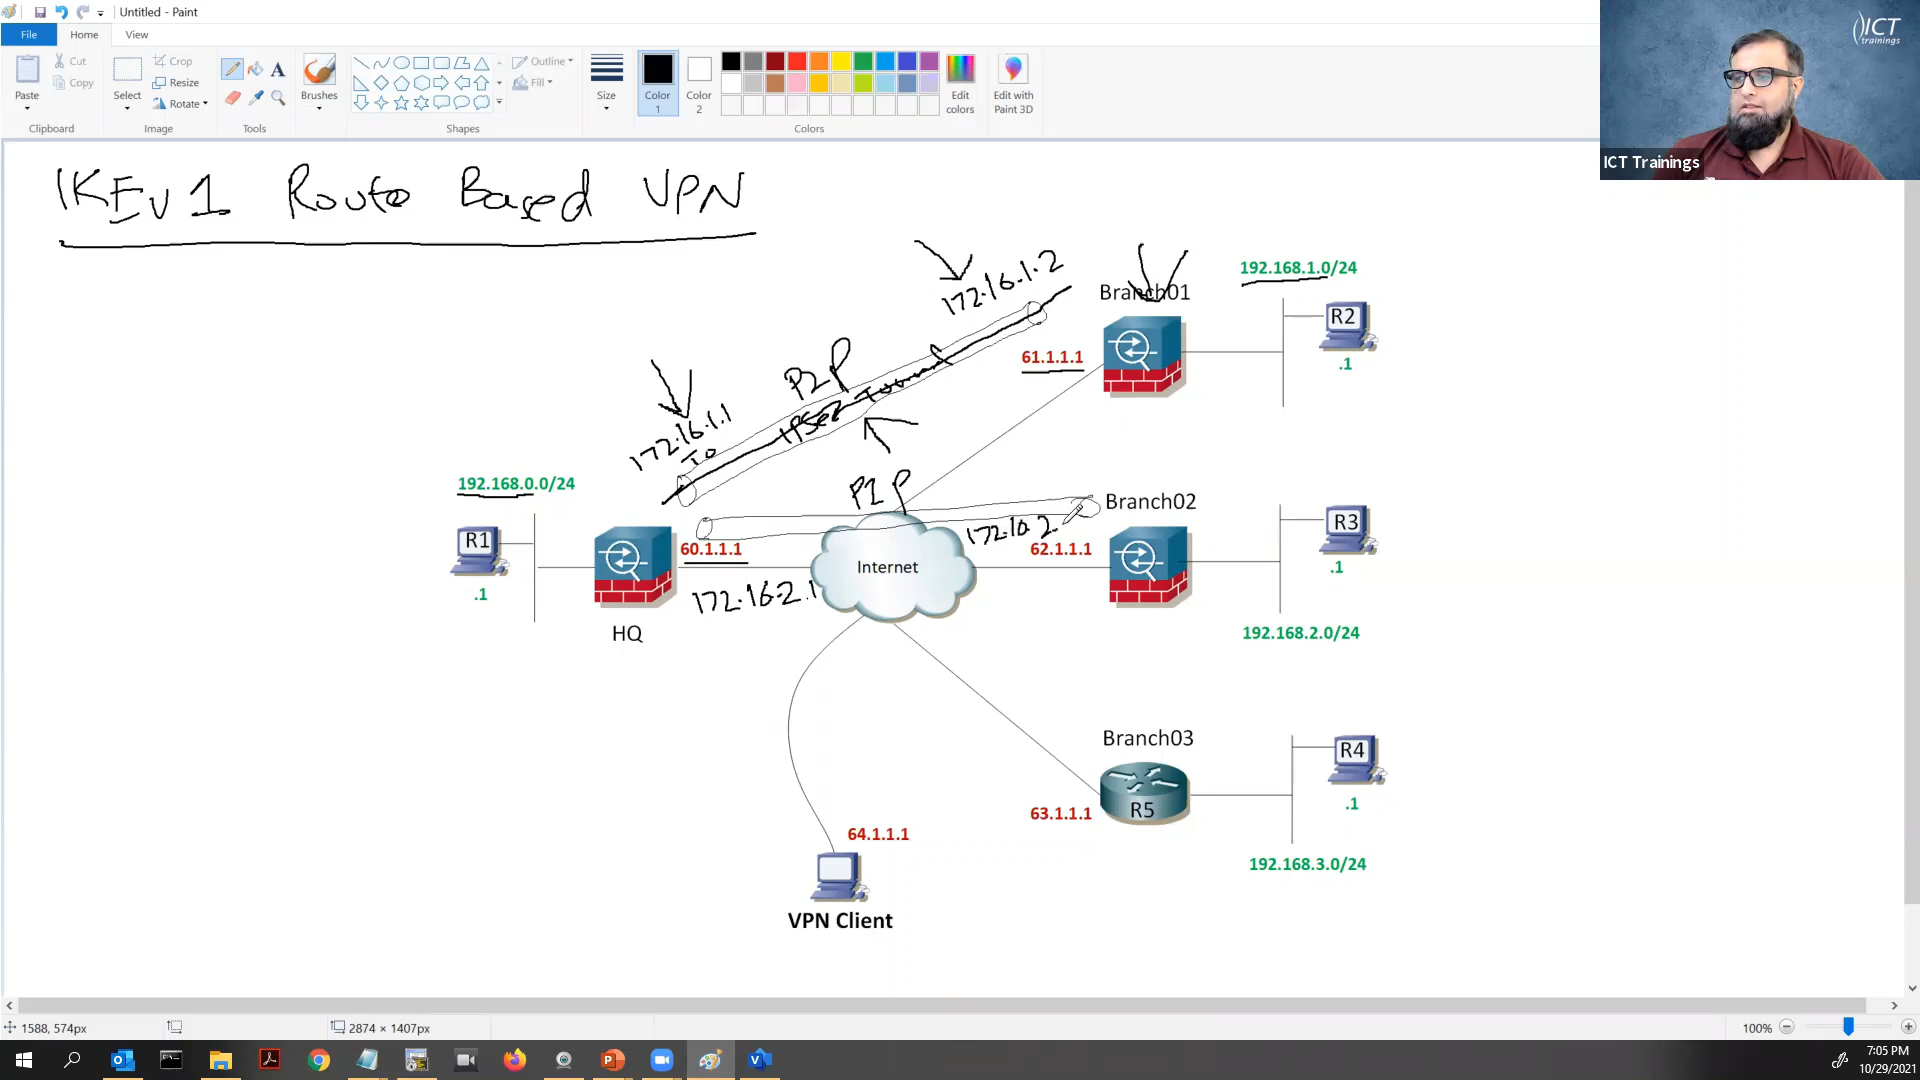 Untitled - Paint
File
Home
View
Paste
Cut
Copy
Clipboard
Select
Crop
Resize
Rotate
Image
A
Tools
Brushes
Shapes
Outline
Fill
Size
Color 1
Color 2
Colors
Edit colors
Edit with Paint 3D
ICT trainings
ICT Trainings
IKEv1 Route Based VPN
172.16.1.2
Branch01
192.168.1.0/24
R2
.1
61.1.1.1
P2P
IPSec Tunnel
172.16.1.1
To
192.168.0.0/24
R1
.1
HQ
60.1.1.1
172.16.2.1
P2P
Internet
172.16.2.
Branch02
62.1.1.1
R3
.1
192.168.2.0/24
Branch03
R5
63.1.1.1
R4
.1
192.168.3.0/24
64.1.1.1
VPN Client
1588, 574px
2874 × 1407px
100%
7:05 PM
10/29/2021